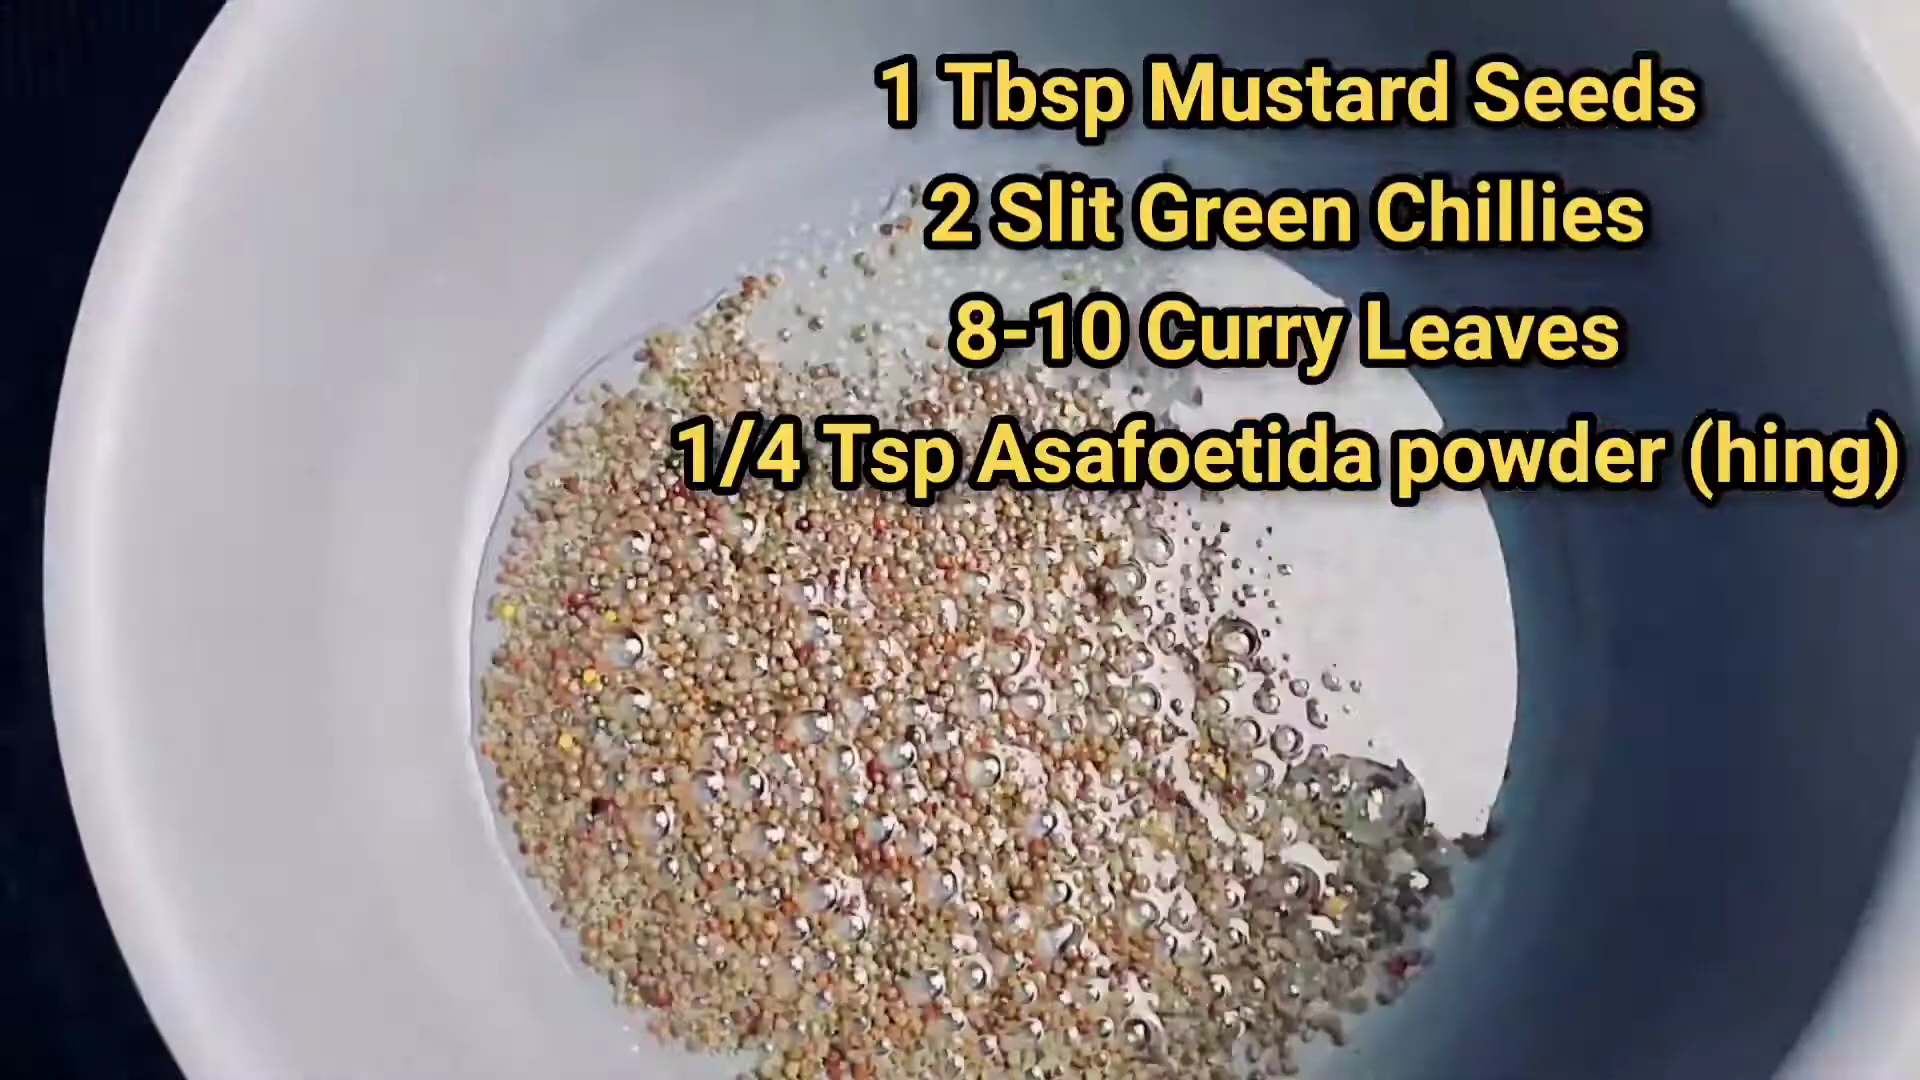 1 Tbsp Mustard Seeds
2 Slit Green Chillies
8-10 Curry Leaves
1/4 Tsp Asafoetida powder (hing)